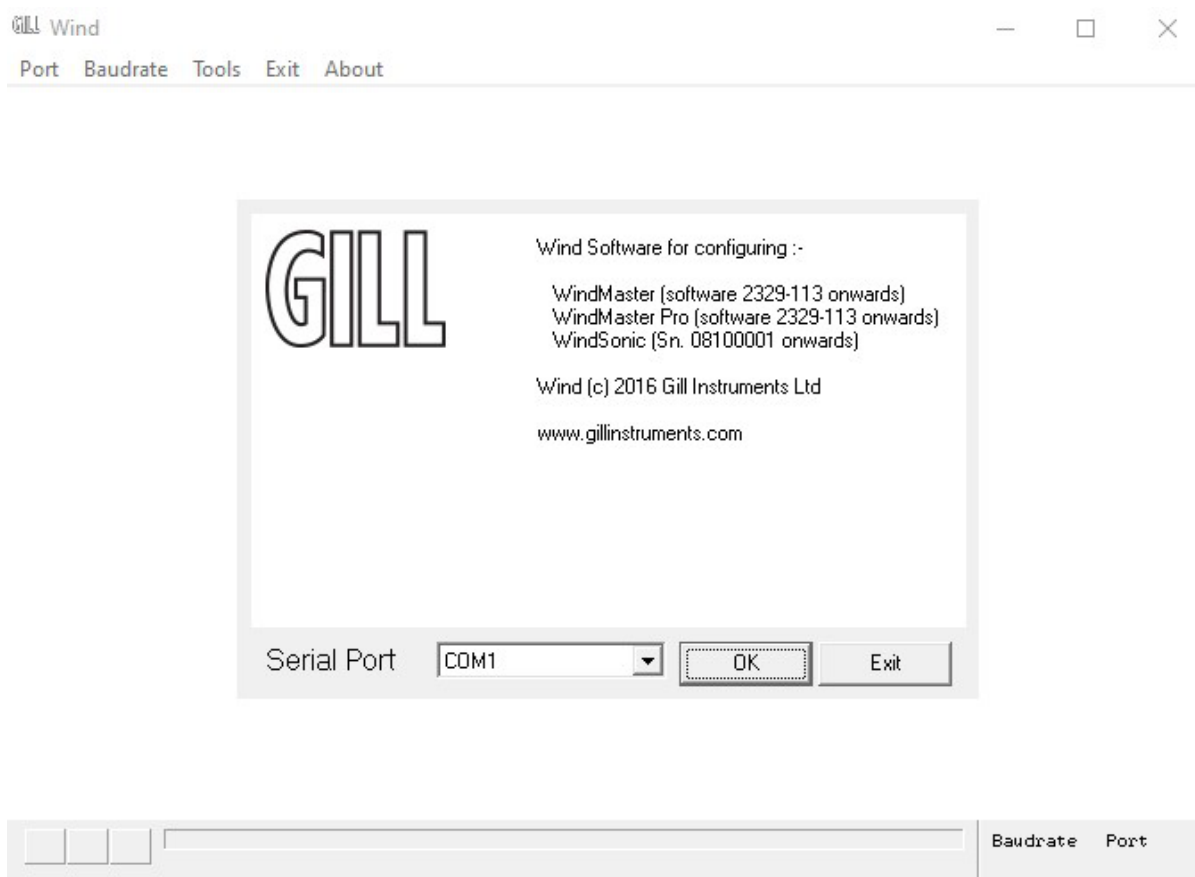 GILL Wind
Port Baudrate Tools Exit About
GILL
Wind Software for configuring :-
WindMaster (software 2329-113 onwards)
WindMaster Pro (software 2329-113 onwards)
WindSonic (Sn. 08100001 onwards)
Wind (c) 2016 Gill Instruments Ltd
www.gillinstruments.com
Serial Port COM1 OK Exit
Baudrate Port